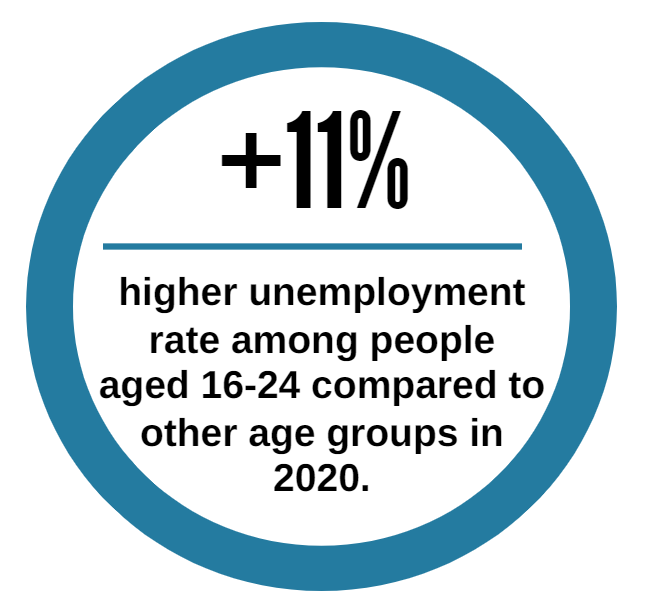 +11%
higher unemployment
rate among people
aged 16-24 compared to
other age groups in
2020.